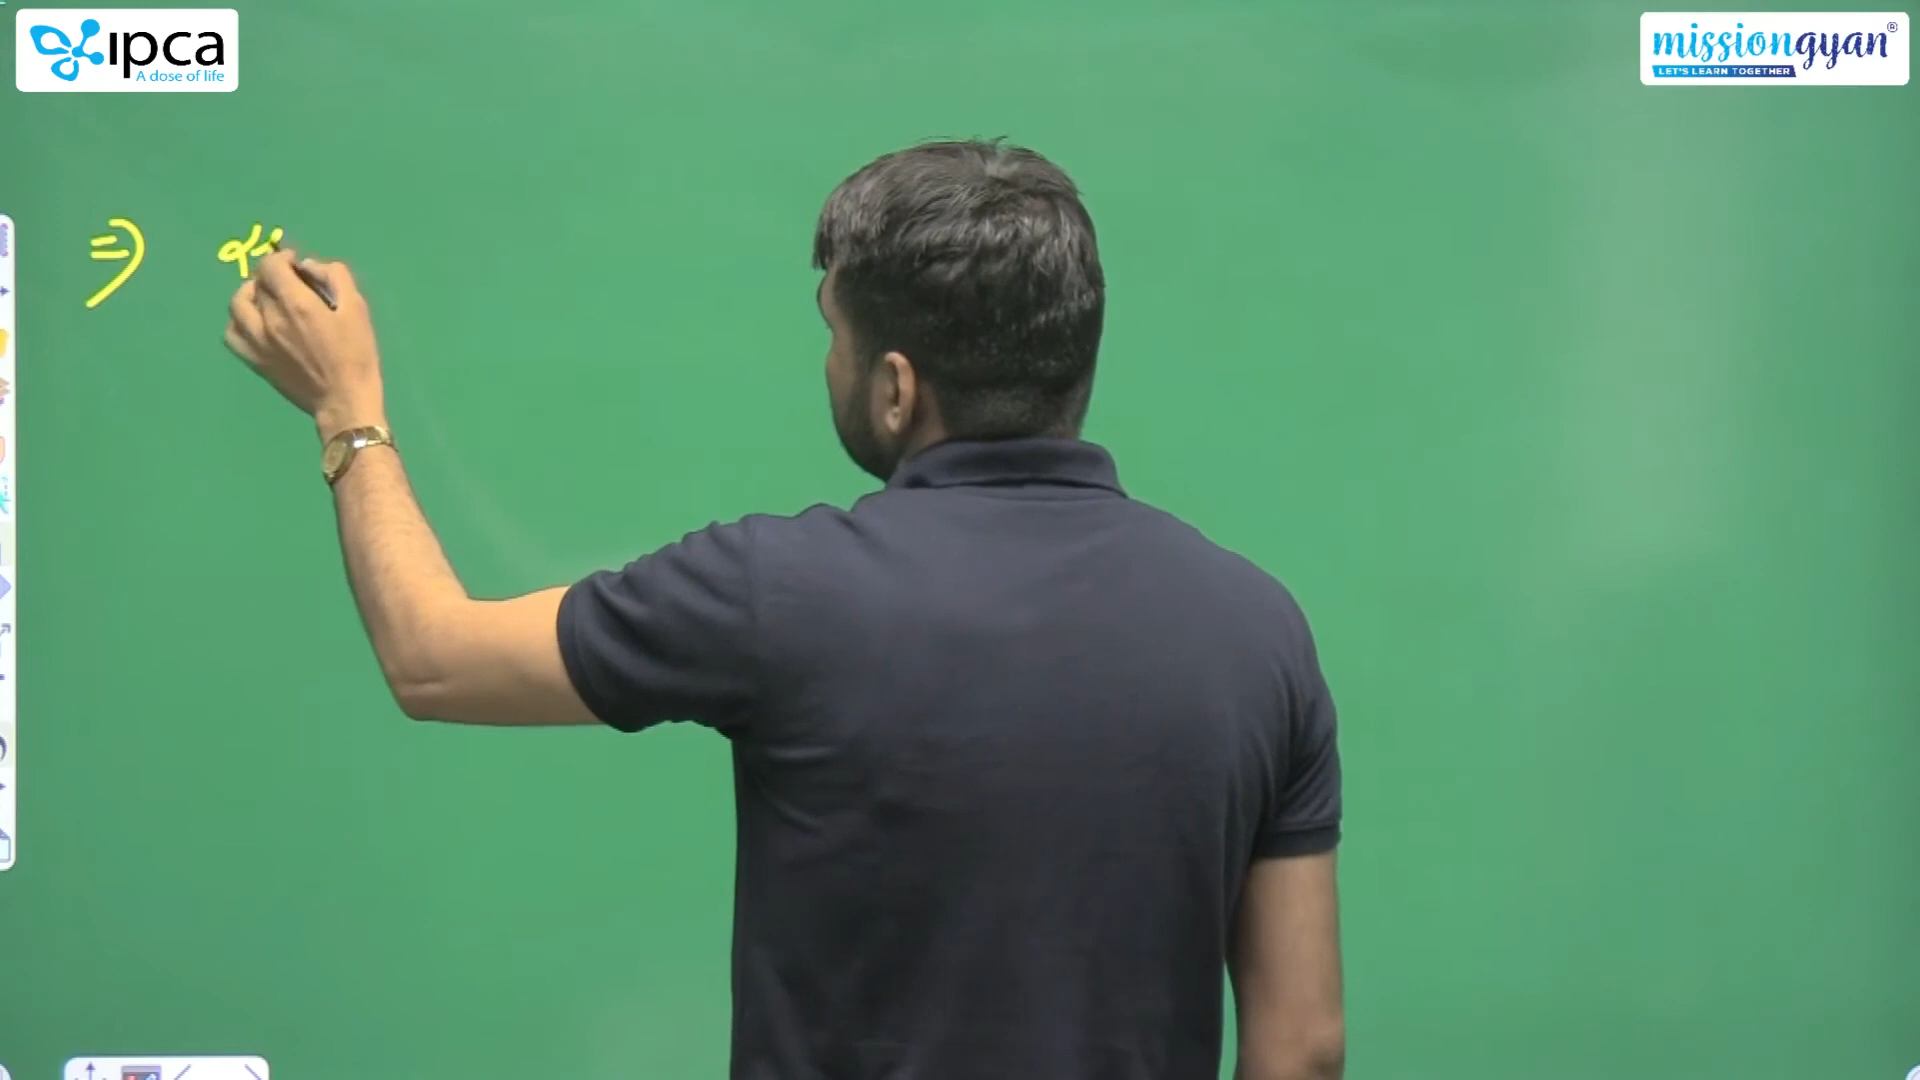 ipca
A dose of life
missiongyan®
LET'S LEARN TOGETHER
⇒